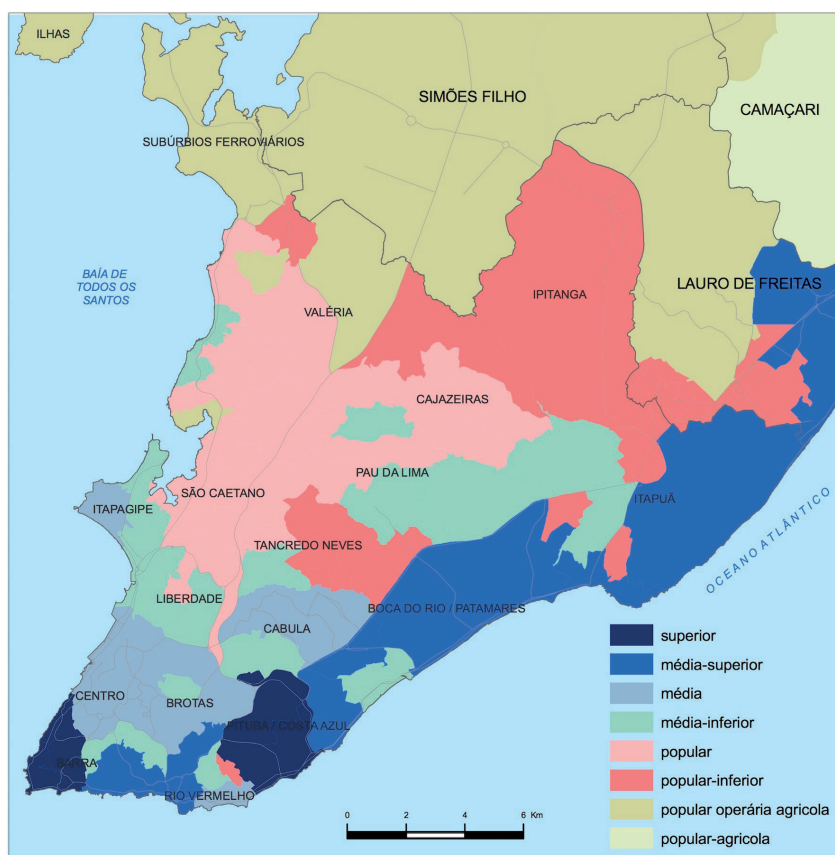 ILHAS
SIMÕES FILHO
CAMAÇARI
SUBÚRBIOS FERROVIÁRIOS
BAÍA DE
TODOS OS
SANTOS
LAURO DE FREITAS
IPITANGA
VALÉRIA
CAJAZEIRAS
PAU DA LIMA
SÃO CAETANO
ITAPAGIPE
ITAPUÃ
OCEANO ATLÂNTICO
TANCREDO NEVES
LIBERDADE
BOCA DO RIO / PATAMARES
CABULA
CENTRO
BROTAS
PITUBA / COSTA AZUL
BARRA
RIO VERMELHO
superior
média-superior
média
média-inferior
popular
popular-inferior
popular operária agricola
popular-agricola
0 2 4 6 Km